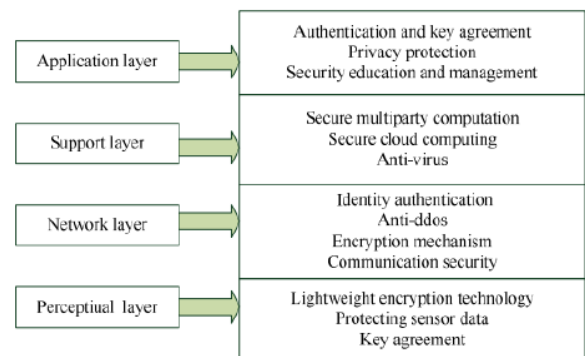 Application layer
Authentication and key agreement
Privacy protection
Security education and management
Support layer
Secure multiparty computation
Secure cloud computing
Anti-virus
Network layer
Identity authentication
Anti-ddos
Encryption mechanism
Communication security
Perceptiual layer
Lightweight encryption technology
Protecting sensor data
Key agreement